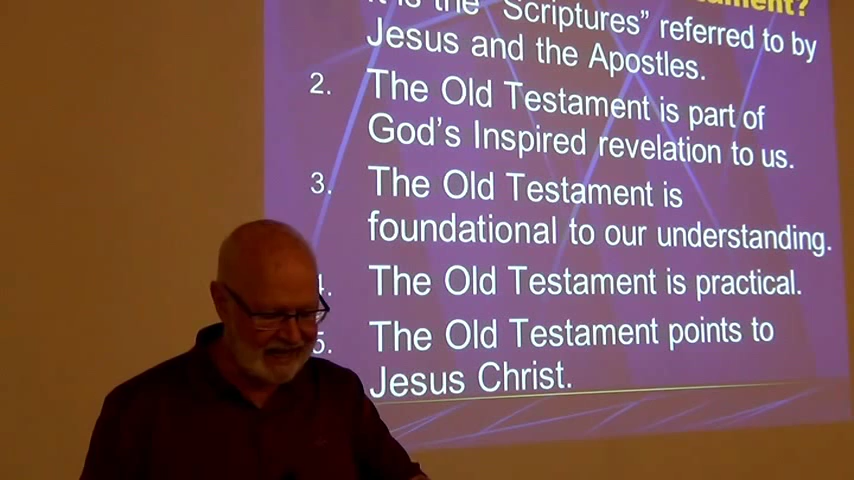 tament?
It is the "Scriptures" referred to by
Jesus and the Apostles.
2. The Old Testament is part of
God's Inspired revelation to us.
3. The Old Testament is
foundational to our understanding.
4. The Old Testament is practical.
5. The Old Testament points to
Jesus Christ.